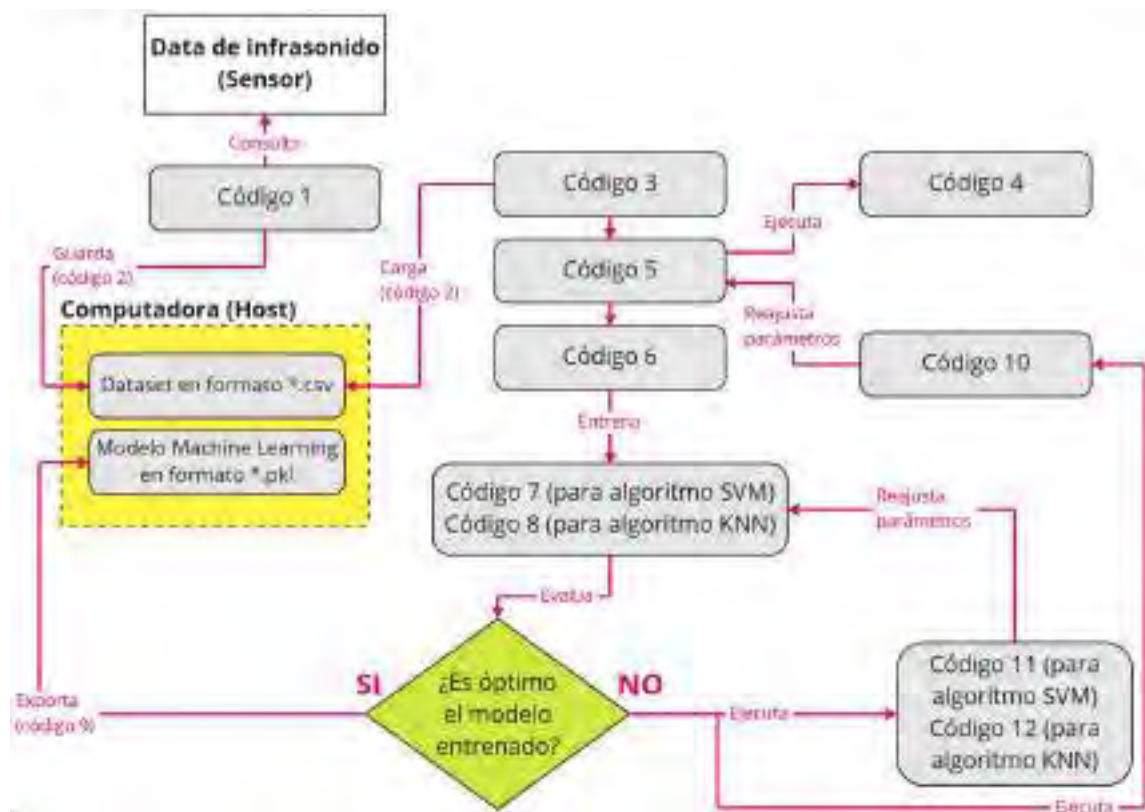 Data de infrasonido
(Sensor)
Consulta
Código 1
Guarda
(código 2)
Computadora (Host)
Dataset en formato *.csv
Modelo Machine Learning
en formato *.pkl
Exporta
(código 9)
Código 3
Carga
(código 2)
Código 4
Ejecuta
Código 5
Código 6
Reajusta
parámetros
Código 10
Entrena
Código 7 (para algoritmo SVM)
Código 8 (para algoritmo KNN)
Reajusta
parámetros
Evalúa
¿Es óptimo
el modelo
entrenado?
SI
NO
Ejecuta
Código 11 (para
algoritmo SVM)
Código 12 (para
algoritmo KNN)
Ejecuta